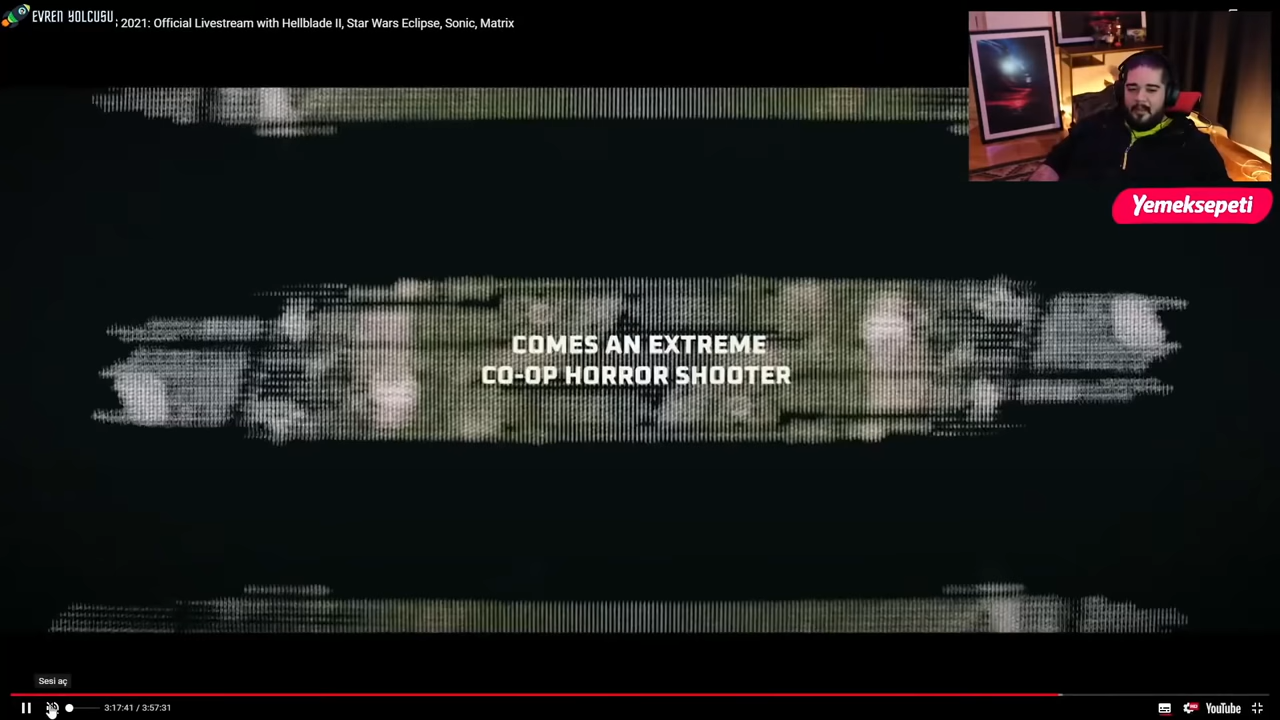 EVREN YOLCUSU
2021: Official Livestream with Hellblade II, Star Wars Eclipse, Sonic, Matrix
Yemeksepeti
COMES AN EXTREME
CO-OP HORROR SHOOTER
Sesi aç
3:17:41 / 3:57:31
HD
YouTube